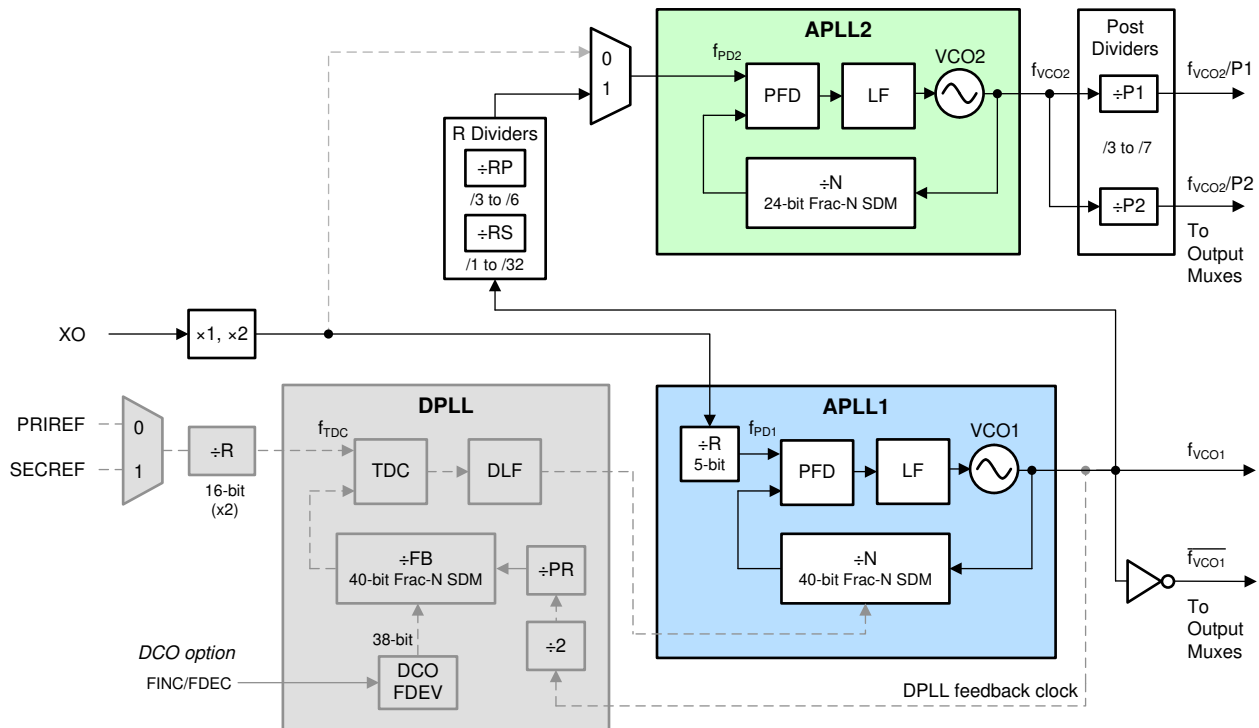 APLL2
Post
Dividers
0
1
f_PD2
VCO2
f_VCO2
f_VCO2/P1
PFD
LF
÷P1
R Dividers
÷RP
/3 to /6
÷RS
/1 to /32
÷N
24-bit Frac-N SDM
/3 to /7
÷P2
f_VCO2/P2
To
Output
Muxes
XO
×1, ×2
DPLL
APLL1
PRIREF
0
SECREF
1
÷R
16-bit
(x2)
f_TDC
TDC
DLF
÷R
5-bit
f_PD1
PFD
LF
VCO1
f_VCO1
÷FB
40-bit Frac-N SDM
÷PR
÷2
÷N
40-bit Frac-N SDM
f̅_V̅C̅O̅1̅
To
Output
Muxes
38-bit
DCO option
FINC/FDEC
DCO
FDEV
DPLL feedback clock